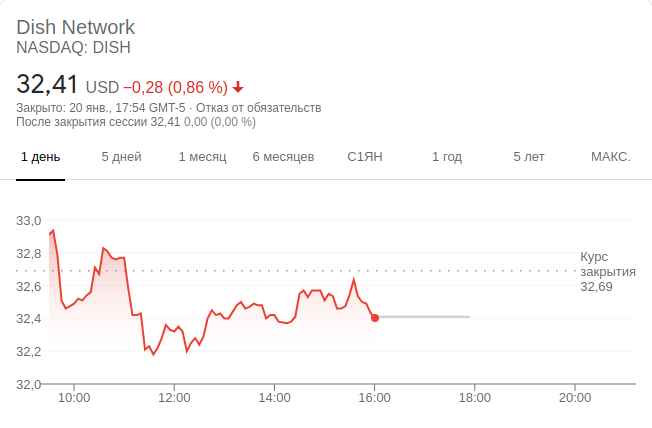 Dish Network
NASDAQ: DISH
32,41 USD −0,28 (0,86 %)
Закрыто: 20 янв., 17:54 GMT-5 · Отказ от обязательств
После закрытия сессии 32,41 0,00 (0,00 %)
1 день 5 дней 1 месяц 6 месяцев С1ЯН 1 год 5 лет МАКС.
33,0
32,8
32,6
32,4
32,2
32,0
Курс
закрытия
32,69
10:00 12:00 14:00 16:00 18:00 20:00